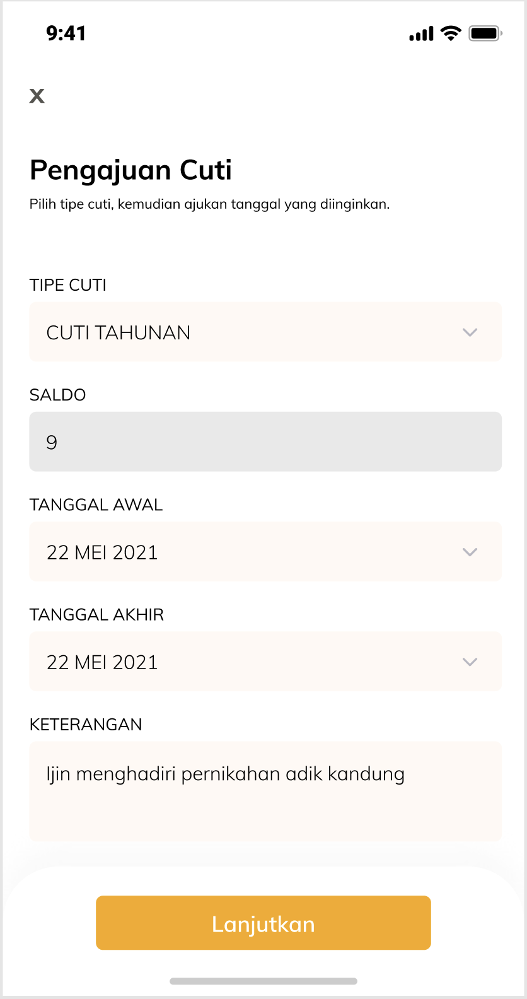 9:41
X
Pengajuan Cuti
Pilih tipe cuti, kemudian ajukan tanggal yang diinginkan.
TIPE CUTI
CUTI TAHUNAN
SALDO
9
TANGGAL AWAL
22 MEI 2021
TANGGAL AKHIR
22 MEI 2021
KETERANGAN
Ijin menghadiri pernikahan adik kandung
Lanjutkan